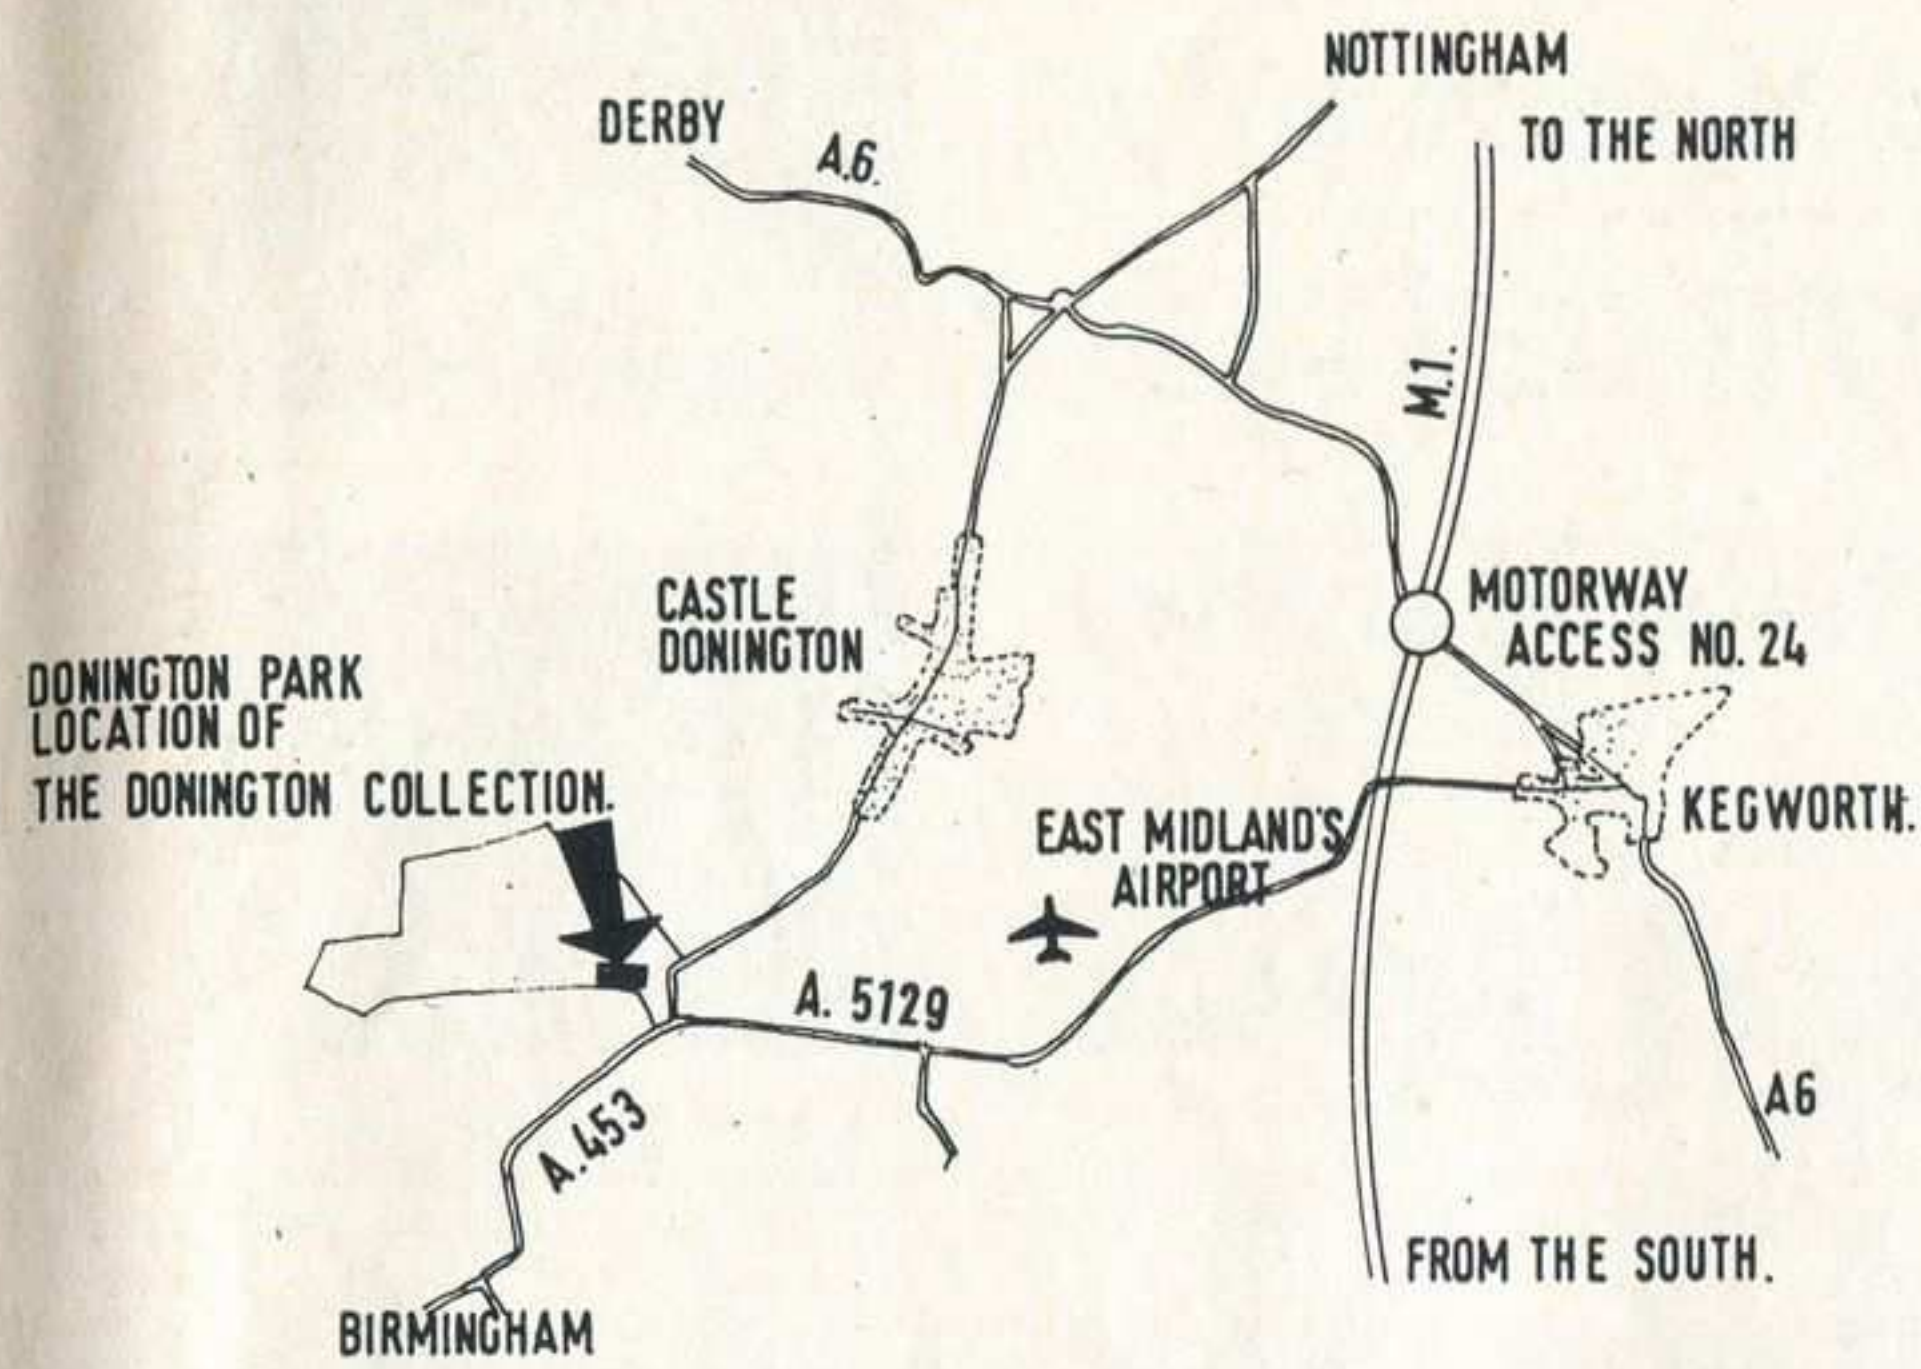 NOTTINGHAM
DERBY
A.6.
TO THE NORTH
M.1.
CASTLE
DONINGTON
MOTORWAY
ACCESS NO. 24
DONINGTON PARK
LOCATION OF
THE DONINGTON COLLECTION.
EAST MIDLAND'S
AIRPORT
KEGWORTH.
A. 5129
A.453
A6
FROM THE SOUTH.
BIRMINGHAM